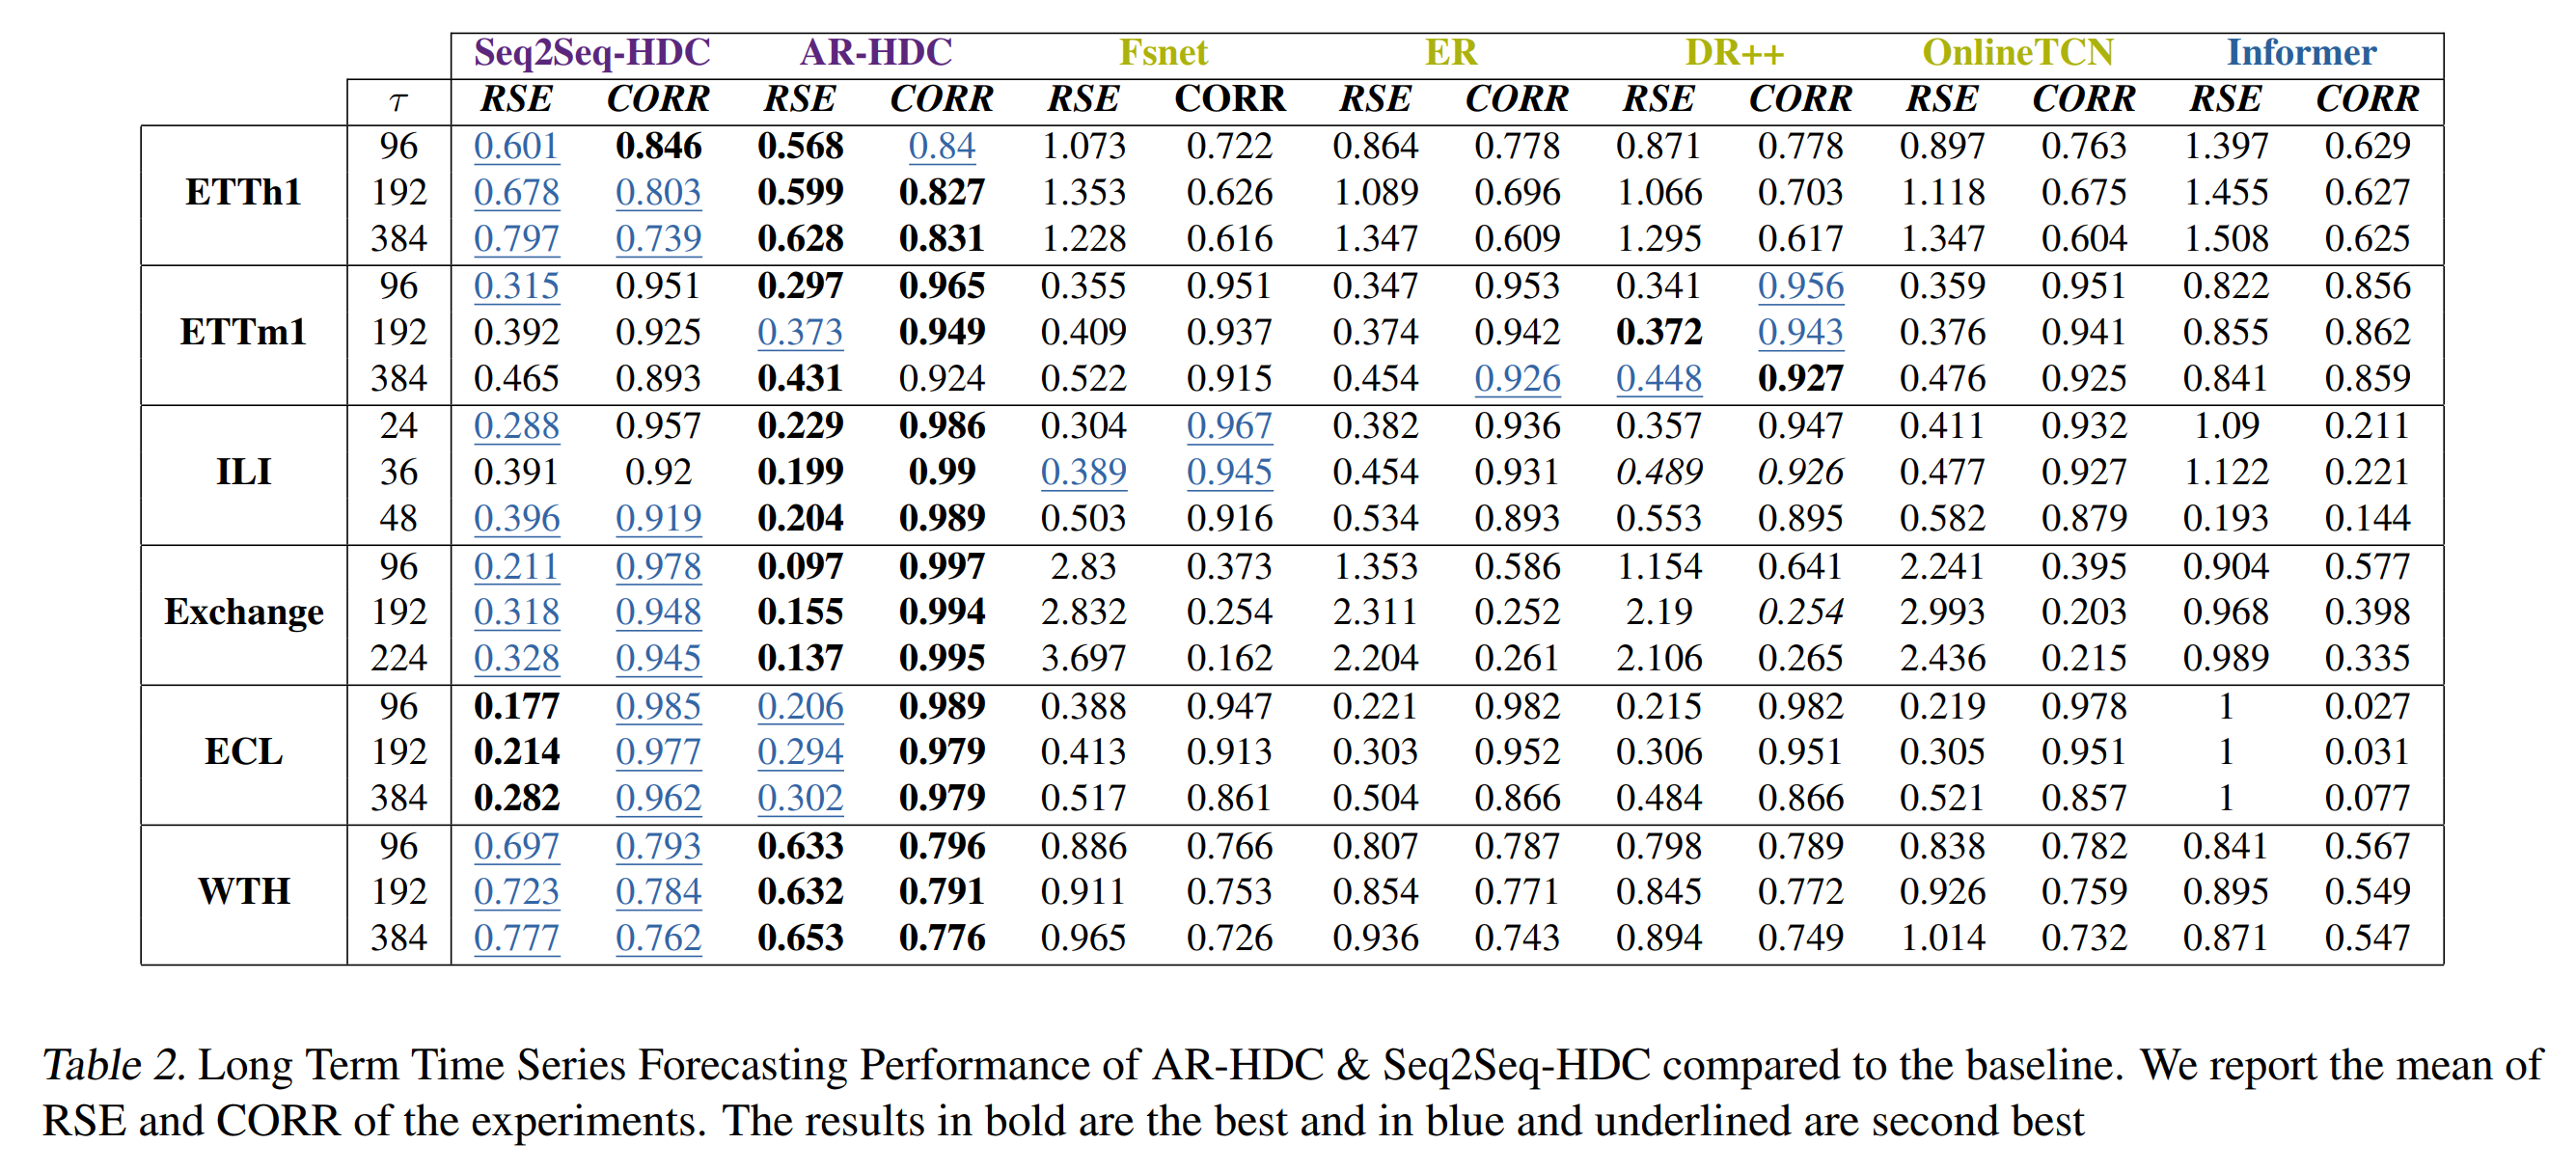 Seq2Seq-HDC AR-HDC Fsnet ER DR++ OnlineTCN Informer
τ RSE CORR RSE CORR RSE CORR RSE CORR RSE CORR RSE CORR RSE CORR
ETTh1
96 0.601 0.846 0.568 0.84 1.073 0.722 0.864 0.778 0.871 0.778 0.897 0.763 1.397 0.629
192 0.678 0.803 0.599 0.827 1.353 0.626 1.089 0.696 1.066 0.703 1.118 0.675 1.455 0.627
384 0.797 0.739 0.628 0.831 1.228 0.616 1.347 0.609 1.295 0.617 1.347 0.604 1.508 0.625
ETTm1
96 0.315 0.951 0.297 0.965 0.355 0.951 0.347 0.953 0.341 0.956 0.359 0.951 0.822 0.856
192 0.392 0.925 0.373 0.949 0.409 0.937 0.374 0.942 0.372 0.943 0.376 0.941 0.855 0.862
384 0.465 0.893 0.431 0.924 0.522 0.915 0.454 0.926 0.448 0.927 0.476 0.925 0.841 0.859
ILI
24 0.288 0.957 0.229 0.986 0.304 0.967 0.382 0.936 0.357 0.947 0.411 0.932 1.09 0.211
36 0.391 0.92 0.199 0.99 0.389 0.945 0.454 0.931 0.489 0.926 0.477 0.927 1.122 0.221
48 0.396 0.919 0.204 0.989 0.503 0.916 0.534 0.893 0.553 0.895 0.582 0.879 0.193 0.144
Exchange
96 0.211 0.978 0.097 0.997 2.83 0.373 1.353 0.586 1.154 0.641 2.241 0.395 0.904 0.577
192 0.318 0.948 0.155 0.994 2.832 0.254 2.311 0.252 2.19 0.254 2.993 0.203 0.968 0.398
224 0.328 0.945 0.137 0.995 3.697 0.162 2.204 0.261 2.106 0.265 2.436 0.215 0.989 0.335
ECL
96 0.177 0.985 0.206 0.989 0.388 0.947 0.221 0.982 0.215 0.982 0.219 0.978 1 0.027
192 0.214 0.977 0.294 0.979 0.413 0.913 0.303 0.952 0.306 0.951 0.305 0.951 1 0.031
384 0.282 0.962 0.302 0.979 0.517 0.861 0.504 0.866 0.484 0.866 0.521 0.857 1 0.077
WTH
96 0.697 0.793 0.633 0.796 0.886 0.766 0.807 0.787 0.798 0.789 0.838 0.782 0.841 0.567
192 0.723 0.784 0.632 0.791 0.911 0.753 0.854 0.771 0.845 0.772 0.926 0.759 0.895 0.549
384 0.777 0.762 0.653 0.776 0.965 0.726 0.936 0.743 0.894 0.749 1.014 0.732 0.871 0.547
Table 2. Long Term Time Series Forecasting Performance of AR-HDC & Seq2Seq-HDC compared to the baseline. We report the mean of
RSE and CORR of the experiments. The results in bold are the best and in blue and underlined are second best